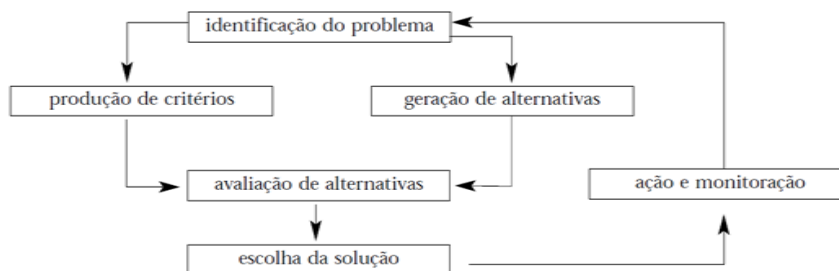 identificação do problema
produção de critérios
geração de alternativas
avaliação de alternativas
ação e monitoração
escolha da solução